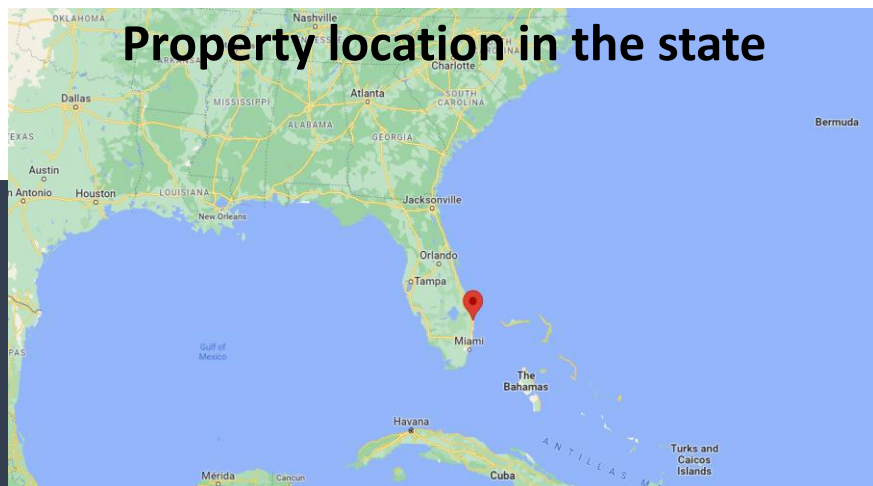 Property location in the state
OKLAHOMA
Nashville
Charlotte
Dallas
MISSISSIPPI
Atlanta
SOUTH
CAROLINA
Bermuda
ALABAMA
GEORGIA
EXAS
Austin
n Antonio
Houston
LOUISIANA
Jacksonville
New Orleans
Orlando
Tampa
Miami
PAS
Gulf of
Mexico
The
Bahamas
Havana
ANTILLAS
Turks and
Caicos
Islands
Mérida
Cancun
Cuba